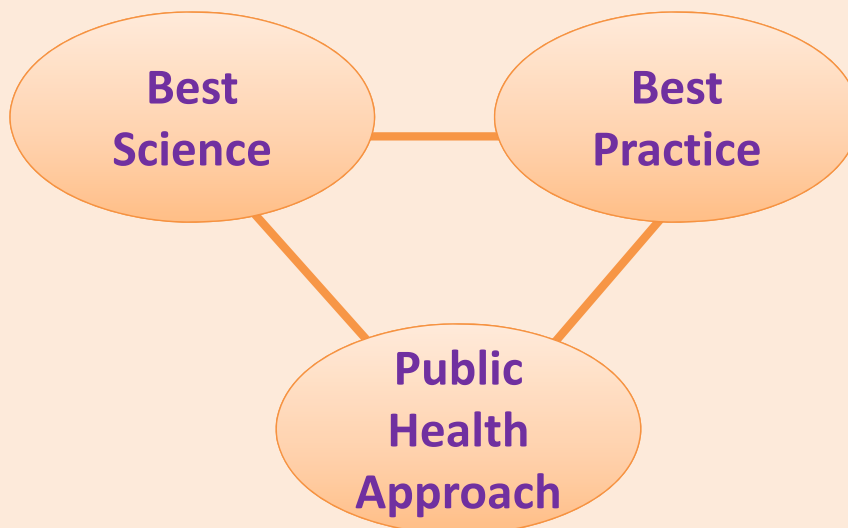 Best
Science
Best
Practice
Public
Health
Approach